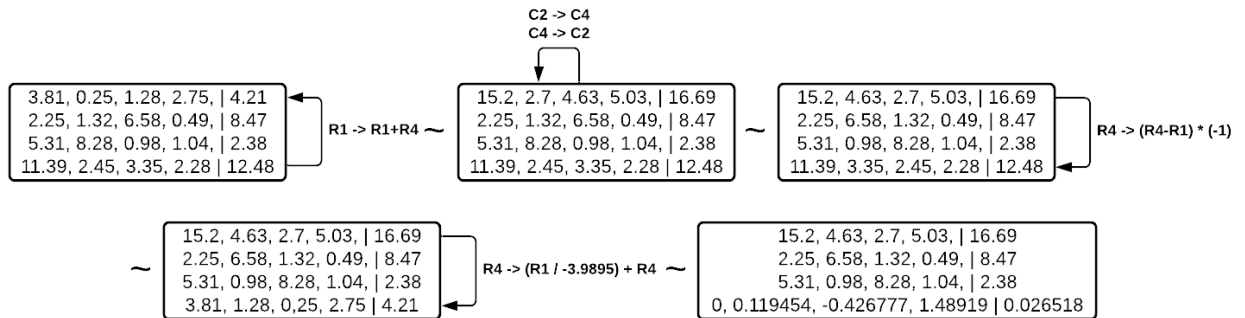 C2 -> C4
C4 -> C2
3.81, 0.25, 1.28, 2.75, | 4.21
2.25, 1.32, 6.58, 0.49, | 8.47
5.31, 8.28, 0.98, 1.04, | 2.38
11.39, 2.45, 3.35, 2.28 | 12.48
R1 -> R1+R4
~
15.2, 2.7, 4.63, 5.03, | 16.69
2.25, 1.32, 6.58, 0.49, | 8.47
5.31, 8.28, 0.98, 1.04, | 2.38
11.39, 2.45, 3.35, 2.28 | 12.48
~
15.2, 4.63, 2.7, 5.03, | 16.69
2.25, 6.58, 1.32, 0.49, | 8.47
5.31, 0.98, 8.28, 1.04, | 2.38
11.39, 3.35, 2.45, 2.28 | 12.48
R4 -> (R4-R1) * (-1)
~
15.2, 4.63, 2.7, 5.03, | 16.69
2.25, 6.58, 1.32, 0.49, | 8.47
5.31, 0.98, 8.28, 1.04, | 2.38
3.81, 1.28, 0,25, 2.75 | 4.21
R4 -> (R1 / -3.9895) + R4
~
15.2, 4.63, 2.7, 5.03, | 16.69
2.25, 6.58, 1.32, 0.49, | 8.47
5.31, 0.98, 8.28, 1.04, | 2.38
0, 0.119454, -0.426777, 1.48919 | 0.026518